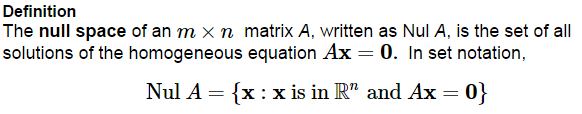 Definition
The null space of an m × n matrix A, written as Nul A, is the set of all
solutions of the homogeneous equation Ax = 0. In set notation,
Nul A = {x : x is in ℝⁿ and Ax = 0}